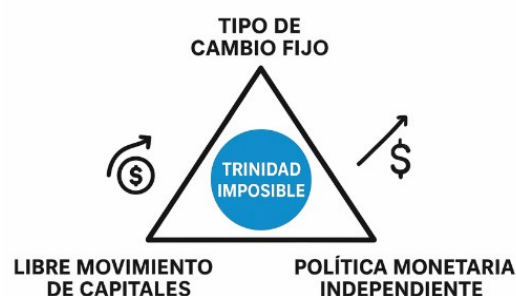 TIPO DE
CAMBIO FIJO
$
$
TRINIDAD
IMPOSIBLE
LIBRE MOVIMIENTO
DE CAPITALES
POLÍTICA MONETARIA
INDEPENDIENTE